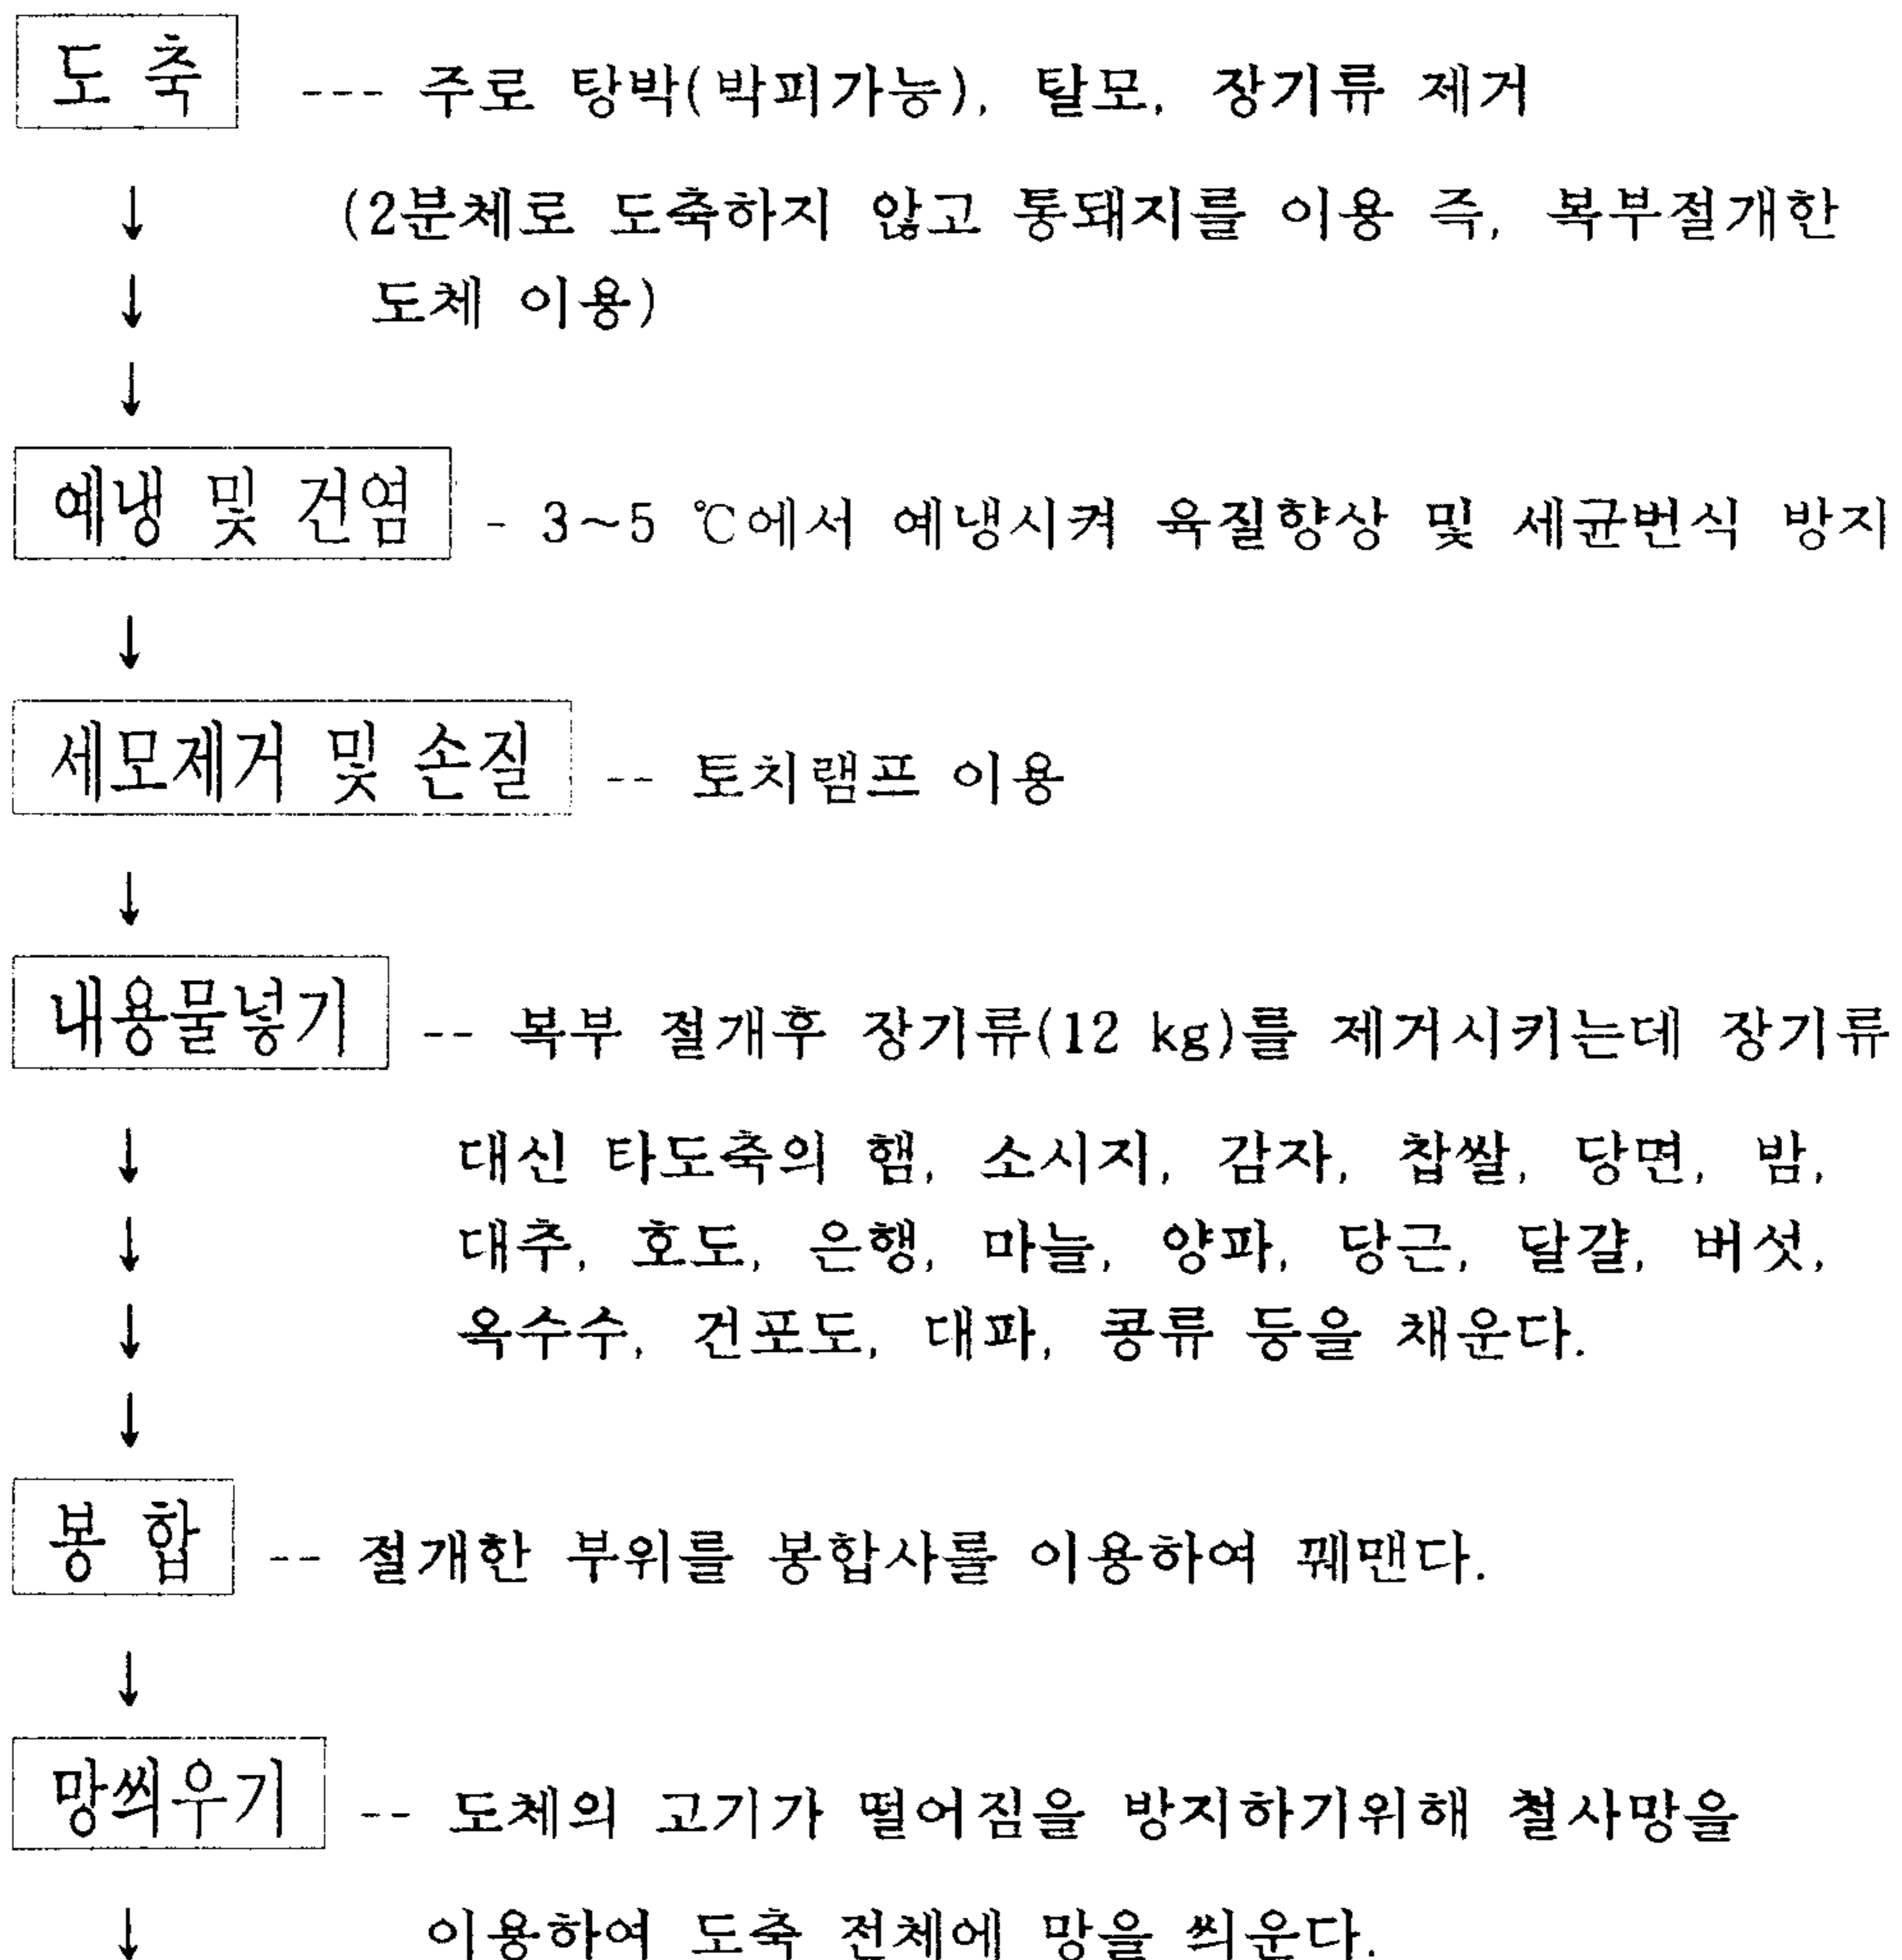 도 축 --- 주로 탕박(박피가능), 탈모, 장기류 제거
↓ (2분체로 도축하지 않고 통돼지를 이용 즉, 복부절개한
↓ 도체 이용)
↓
예냉 및 건염 - 3~5 ℃에서 예냉시켜 육질향상 및 세균번식 방지
↓
세모제거 및 손질 -- 토치램프 이용
↓
내용물넣기 -- 복부 절개후 장기류(12 kg)를 제거시키는데 장기류
↓ 대신 타도축의 햄, 소시지, 감자, 찹쌀, 당면, 밤,
↓ 대추, 호도, 은행, 마늘, 양파, 당근, 달걀, 버섯,
↓ 옥수수, 건포도, 대파, 콩류 등을 채운다.
↓
봉 합 -- 절개한 부위를 봉합사를 이용하여 꿰맨다.
↓
망씌우기 -- 도체의 고기가 떨어짐을 방지하기위해 철사망을
↓ 이용하여 도축 전체에 망을 씌운다.